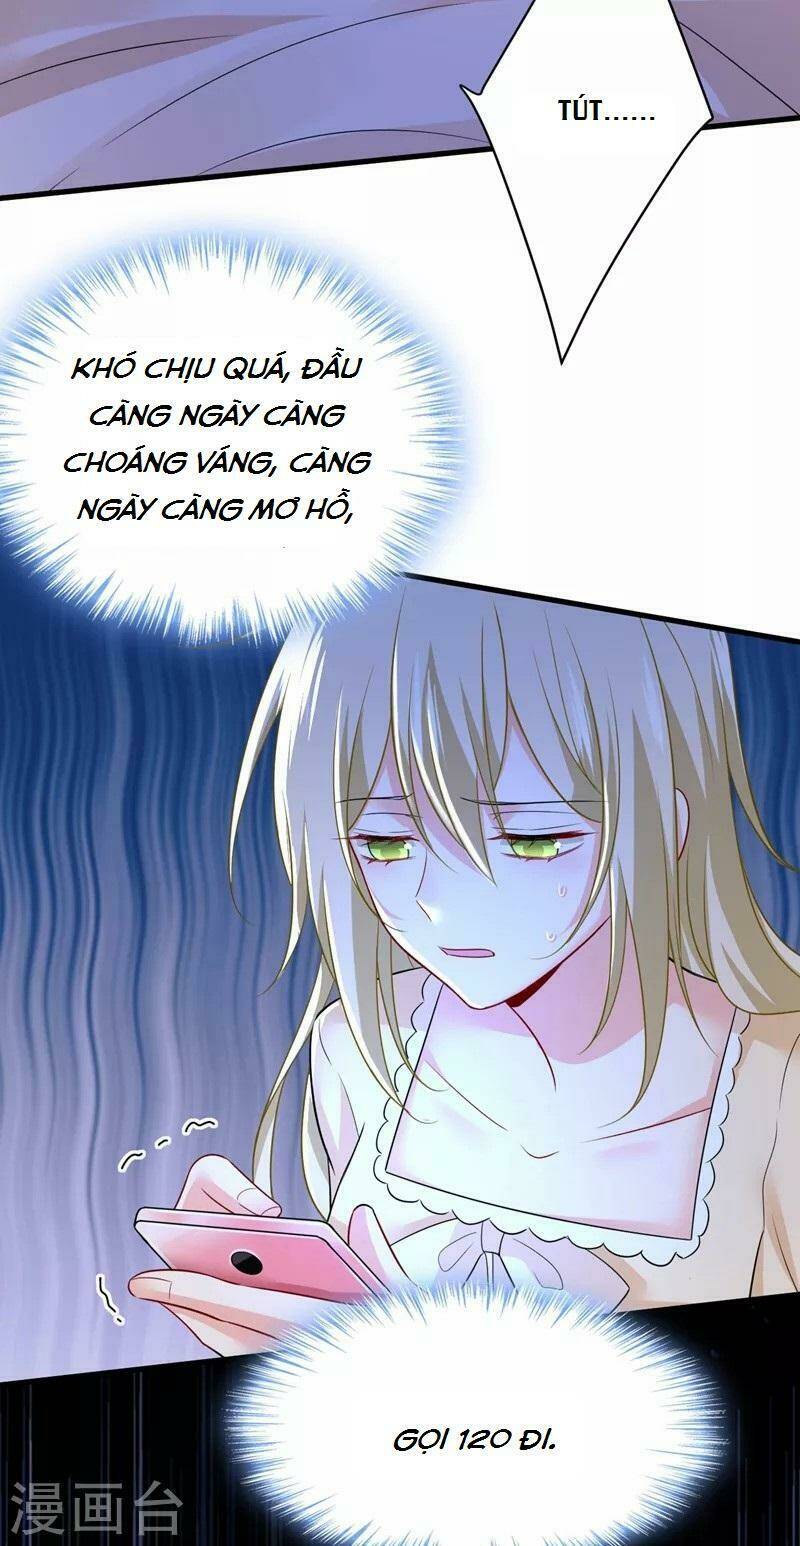 TÚT......
KHÓ CHỊU QUÁ, ĐẦU
CÀNG NGÀY CÀNG
CHOÁNG VÁNG, CÀNG
NGÀY CÀNG MƠ HỒ,
GỌI 120 ĐI.
漫画台